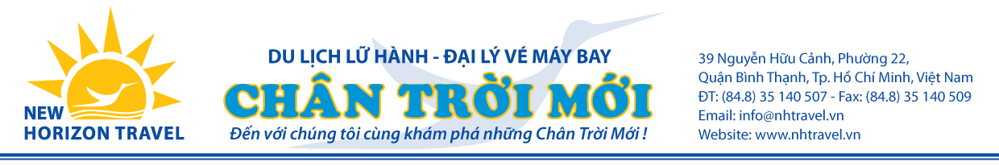 NEW
HORIZON TRAVEL
DU LỊCH LỮ HÀNH - ĐẠI LÝ VÉ MÁY BAY
CHÂN TRỜI MỚI
Đến với chúng tôi cùng khám phá những Chân Trời Mới !
39 Nguyễn Hữu Cảnh, Phường 22,
Quận Bình Thạnh, Tp. Hồ Chí Minh, Việt Nam
ĐT: (84.8) 35 140 507 - Fax: (84.8) 35 140 509
Email: info@nhtravel.vn
Website: www.nhtravel.vn